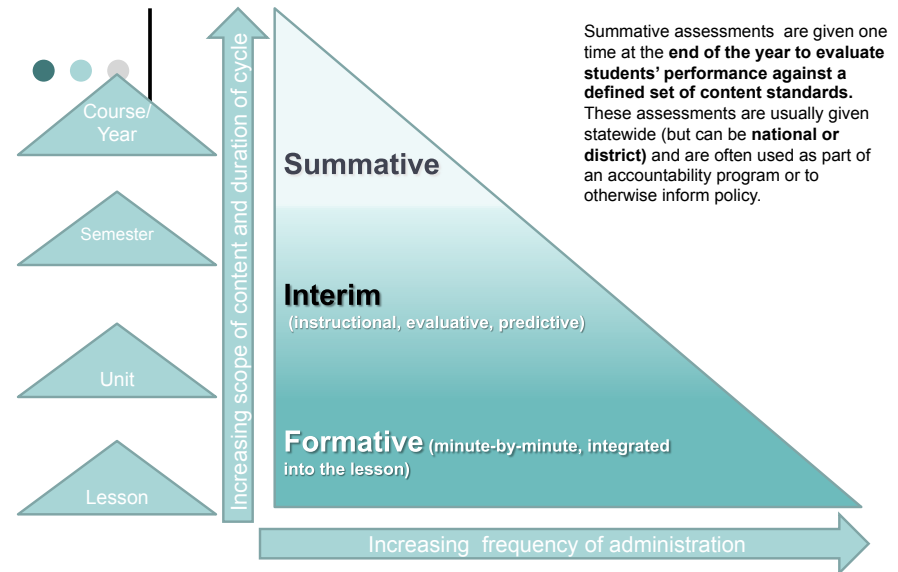 Summative assessments are given one
time at the end of the year to evaluate
students' performance against a
defined set of content standards.
These assessments are usually given
statewide (but can be national or
district) and are often used as part of
an accountability program or to
otherwise inform policy.
Course/
Year
Semester
Unit
Lesson
Increasing scope of content and duration of cycle
Summative
Interim
(instructional, evaluative, predictive)
Formative (minute-by-minute, integrated
into the lesson)
Increasing frequency of administration